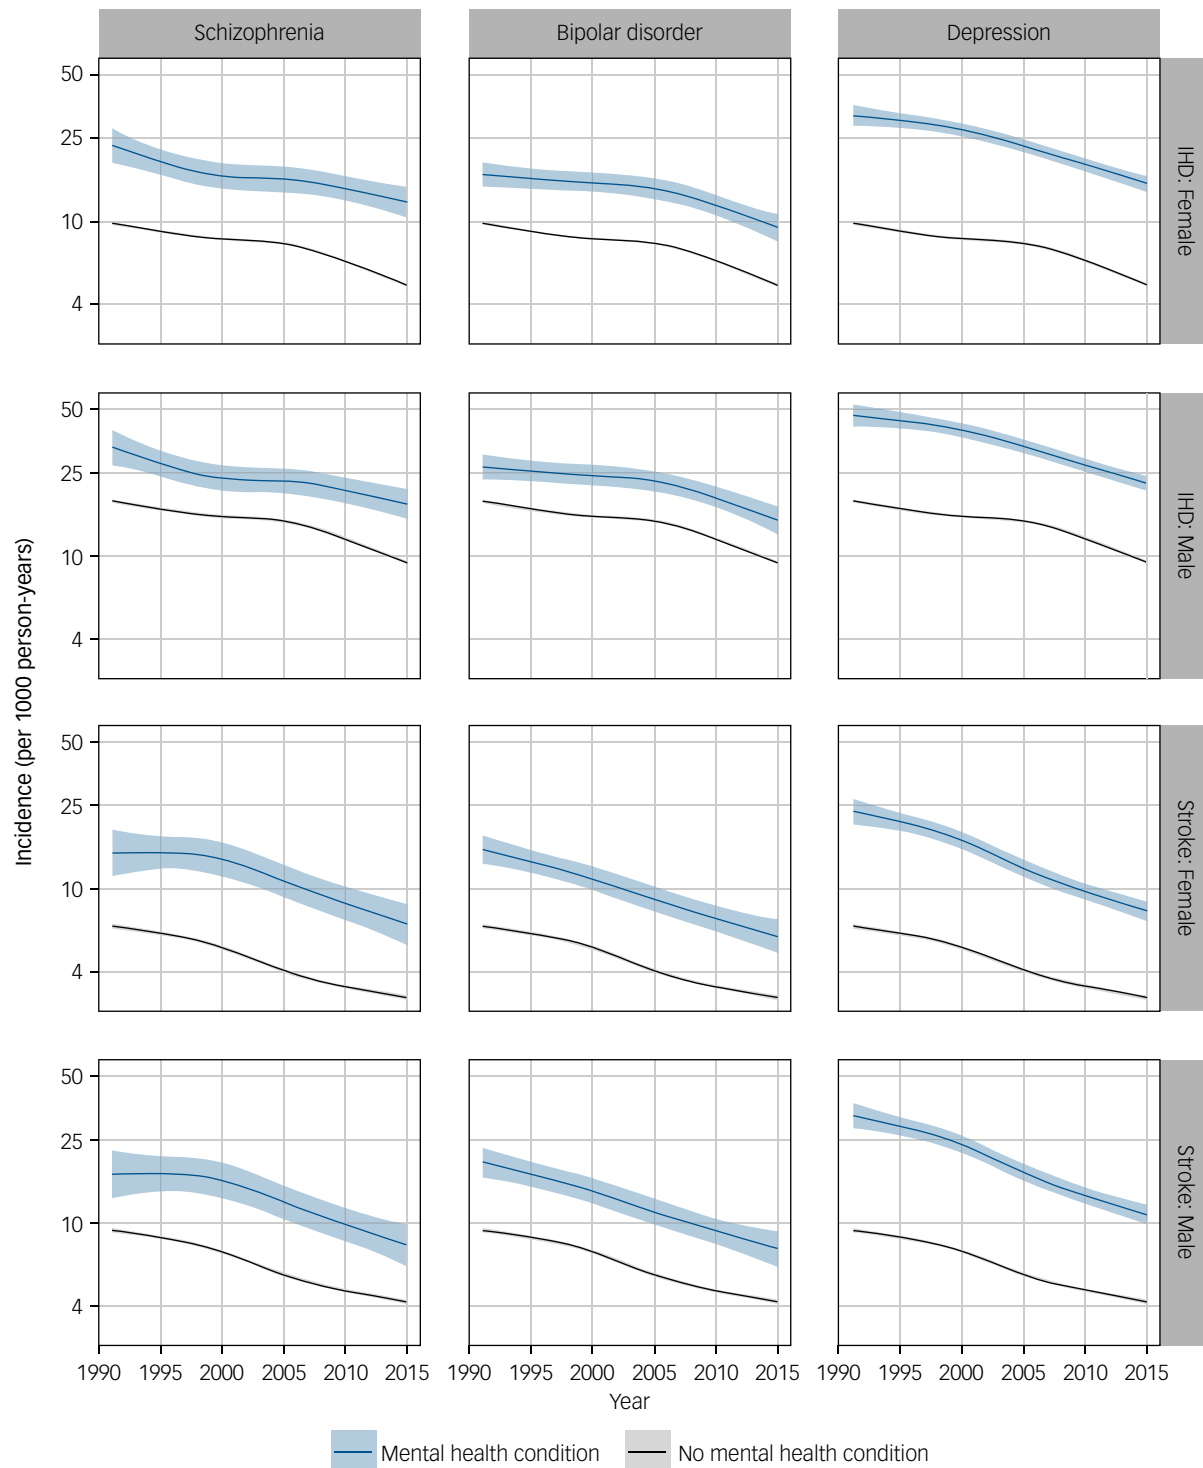 Schizophrenia
Bipolar disorder
Depression
50
25
10
4
IHD: Female
50
25
10
4
IHD: Male
Incidence (per 1000 person-years)
50
25
10
4
Stroke: Female
50
25
10
4
Stroke: Male
1990 1995 2000 2005 2010 2015
1990 1995 2000 2005 2010 2015
1990 1995 2000 2005 2010 2015
Year
Mental health condition
No mental health condition